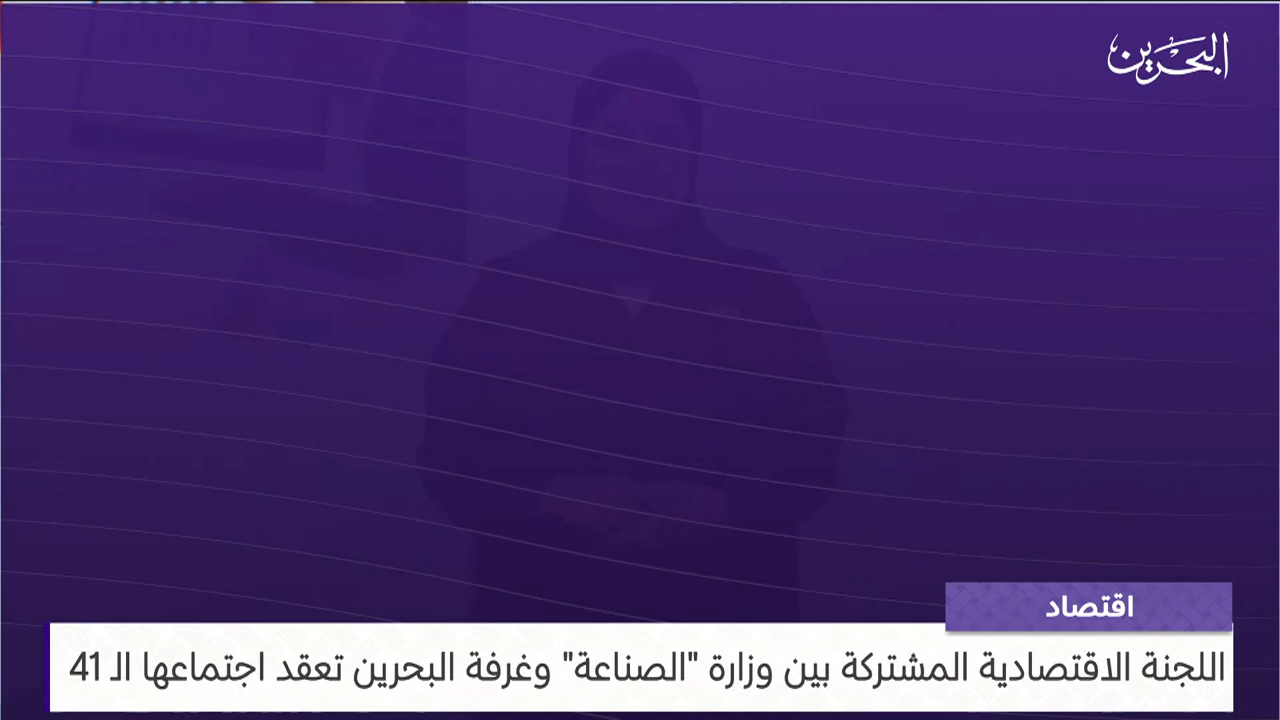 البحرين
اقتصاد
اللجنة الاقتصادية المشتركة بين وزارة "الصناعة" وغرفة البحرين تعقد اجتماعها الـ 41